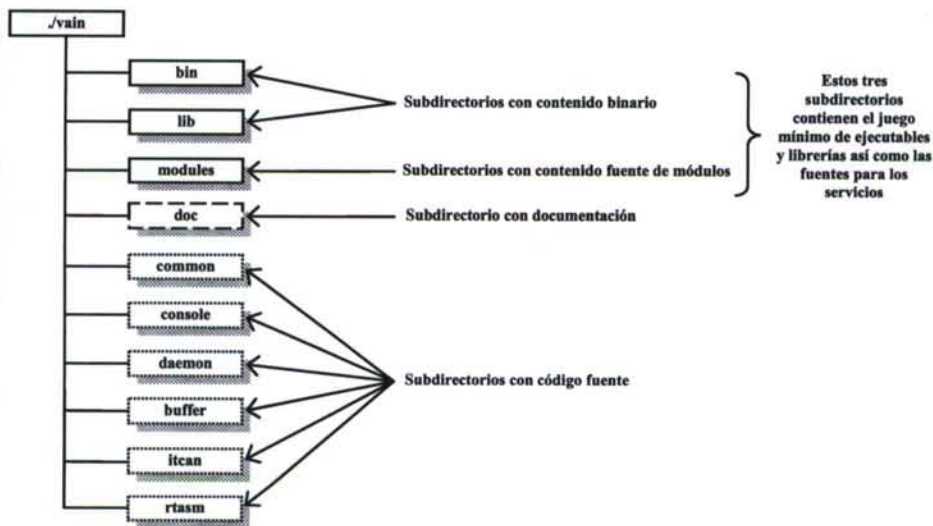 ./vain
bin
lib
modules
doc
common
console
daemon
buffer
itcan
rtasm
Subdirectorios con contenido binario
Subdirectorios con contenido fuente de módulos
Subdirectorio con documentación
Subdirectorios con código fuente
Estos tres
subdirectorios
contienen el juego
mínimo de ejecutables
y librerías así como las
fuentes para los
servicios